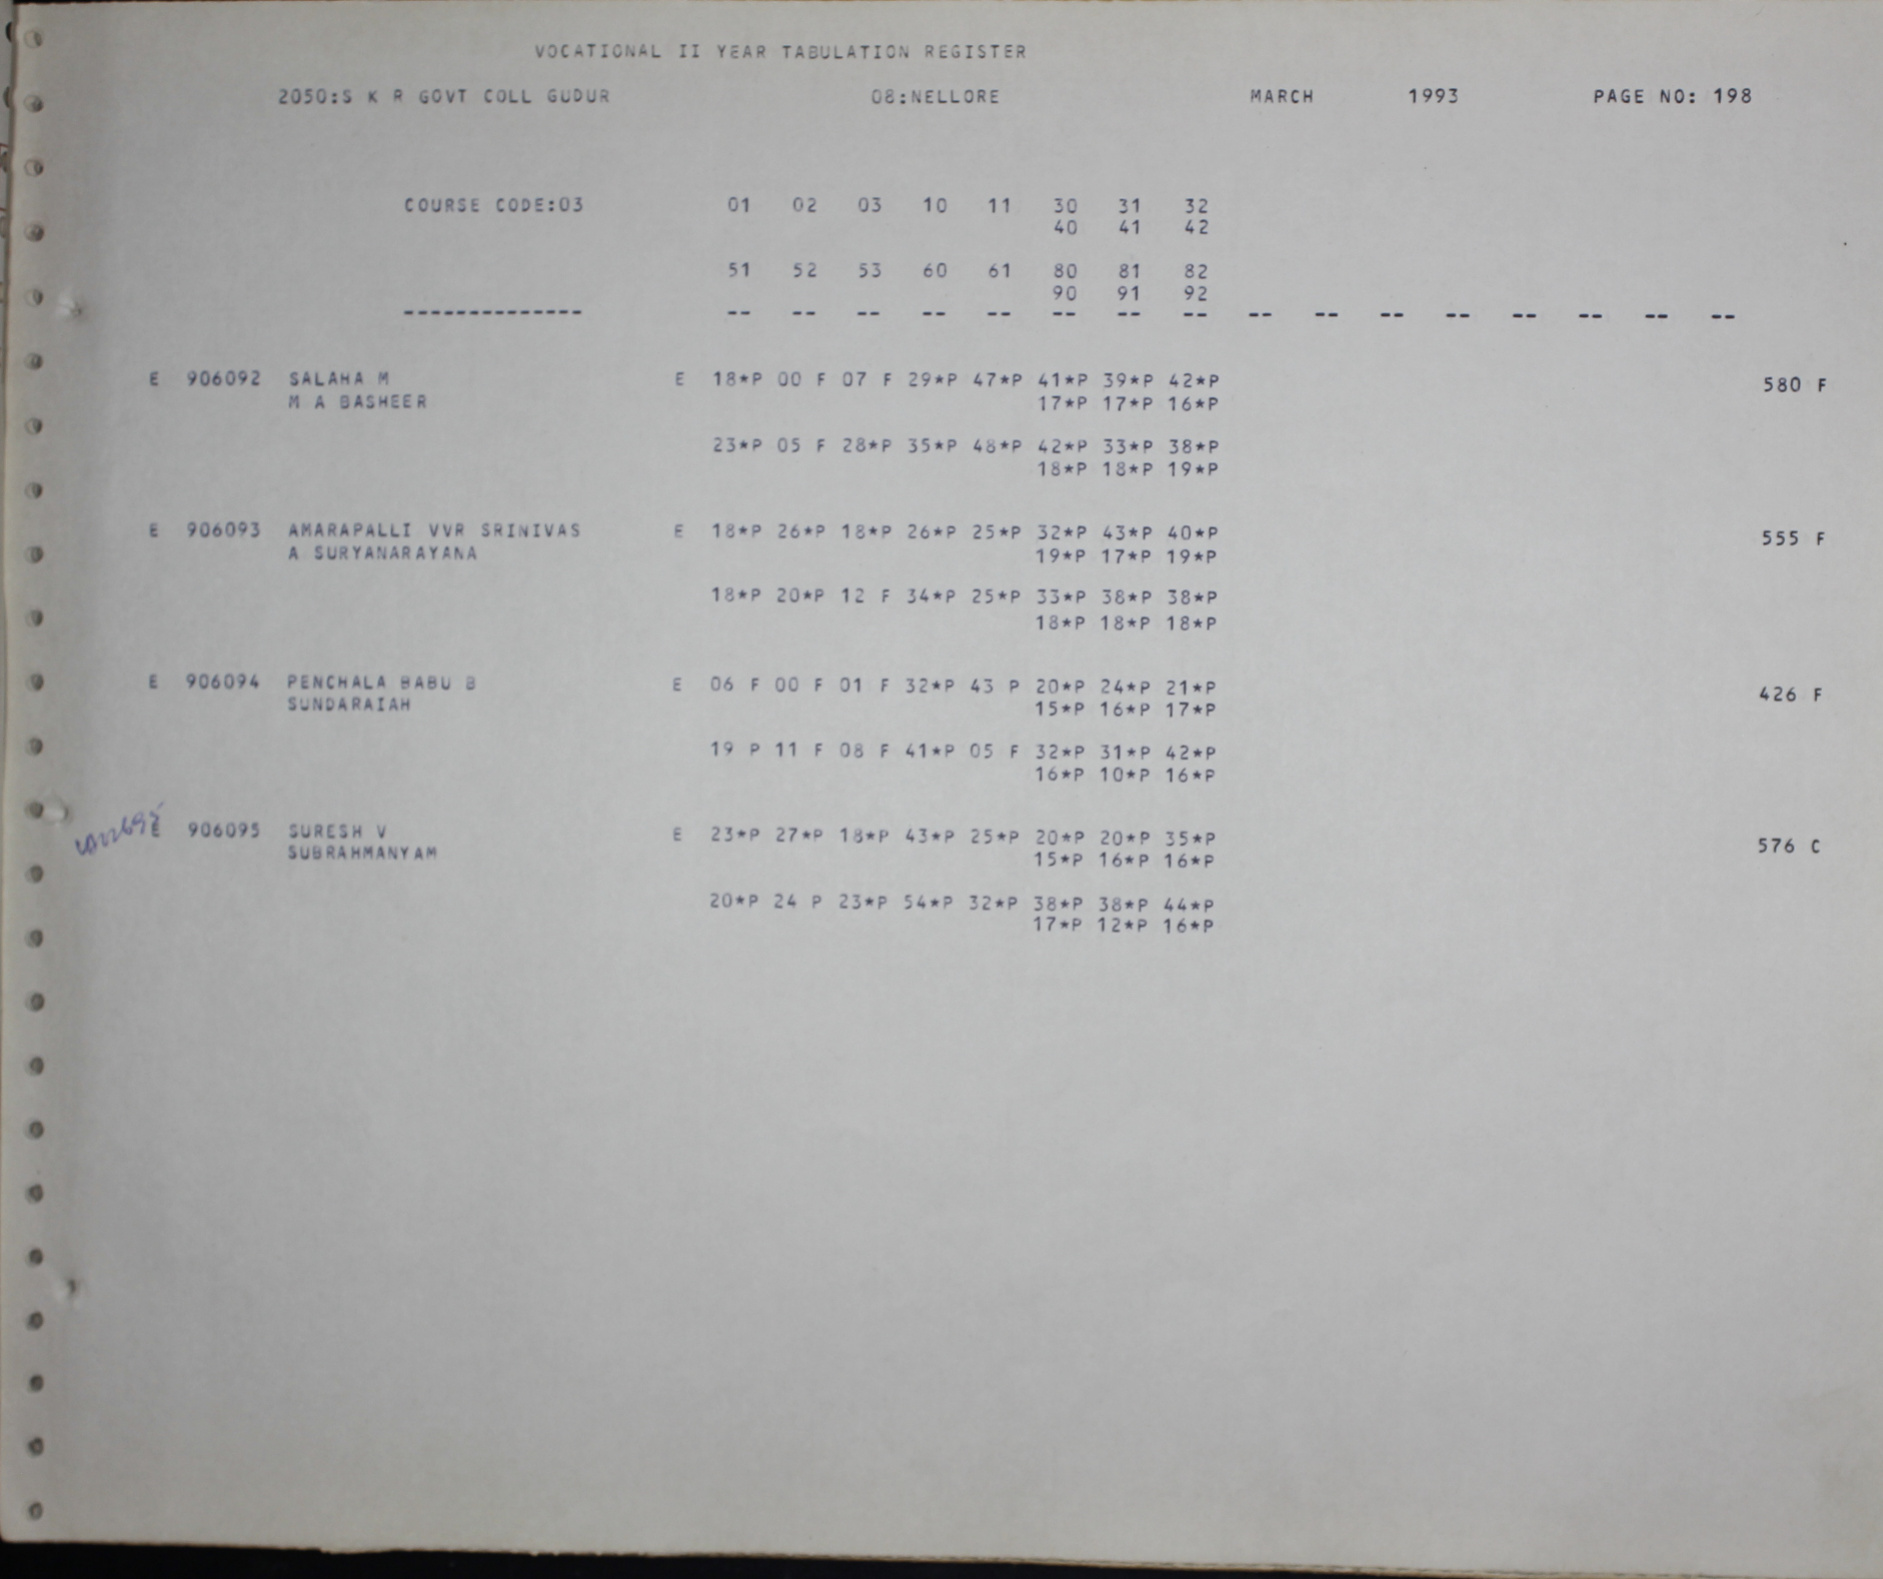 VOCATIONAL II YEAR TABULATION REGISTER
2050:S K R GOVT COLL GUDUR 08:NELLORE MARCH 1993 PAGE NO: 198
COURSE CODE:03 01 02 03 10 11 30 31 32
40 41 42
51 52 53 60 61 80 81 82
90 91 92
-------------- -- -- -- -- -- -- -- -- -- -- -- -- -- -- -- --
E 906092 SALAHA M E 18*P 00 F 07 F 29*P 47*P 41*P 39*P 42*P 580 F
M A BASHEER 17*P 17*P 16*P
23*P 05 F 28*P 35*P 48*P 42*P 33*P 38*P
18*P 18*P 19*P
E 906093 AMARAPALLI VVR SRINIVAS E 18*P 26*P 18*P 26*P 25*P 32*P 43*P 40*P 555 F
A SURYANARAYANA 19*P 17*P 19*P
18*P 20*P 12 F 34*P 25*P 33*P 38*P 38*P
18*P 18*P 18*P
E 906094 PENCHALA BABU B E 06 F 00 F 01 F 32*P 43 P 20*P 24*P 21*P 426 F
SUNDARAIAH 15*P 16*P 17*P
19 P 11 F 08 F 41*P 05 F 32*P 31*P 42*P
16*P 10*P 16*P
E 906095 SURESH V E 23*P 27*P 18*P 43*P 25*P 20*P 20*P 35*P 576 C
SUBRAHMANYAM 15*P 16*P 16*P
20*P 24 P 23*P 54*P 32*P 38*P 38*P 44*P
17*P 12*P 16*P